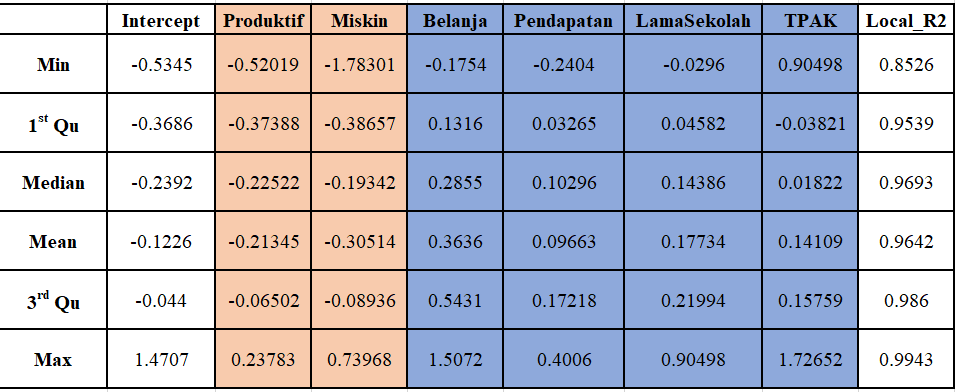 Intercept Produktif Miskin Belanja Pendapatan LamaSekolah TPAK Local_R2
Min -0.5345 -0.52019 -1.78301 -0.1754 -0.2404 -0.0296 0.90498 0.8526
1st Qu -0.3686 -0.37388 -0.38657 0.1316 0.03265 0.04582 -0.03821 0.9539
Median -0.2392 -0.22522 -0.19342 0.2855 0.10296 0.14386 0.01822 0.9693
Mean -0.1226 -0.21345 -0.30514 0.3636 0.09663 0.17734 0.14109 0.9642
3rd Qu -0.044 -0.06502 -0.08936 0.5431 0.17218 0.21994 0.15759 0.986
Max 1.4707 0.23783 0.73968 1.5072 0.4006 0.90498 1.72652 0.9943